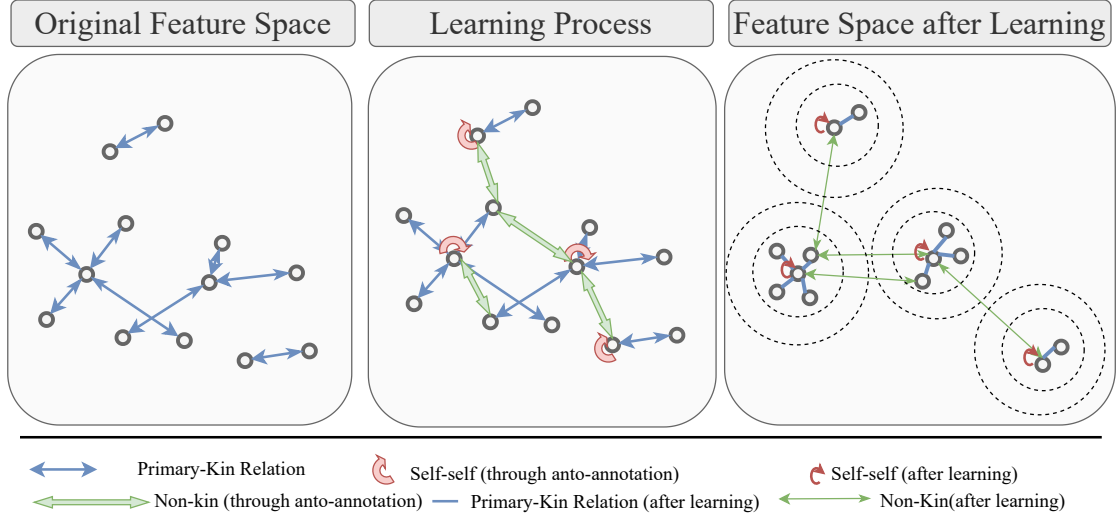 Original Feature Space
Learning Process
Feature Space after Learning
Primary-Kin Relation
Self-self (through anto-annotation)
Self-self (after learning)
Non-kin (through anto-annotation)
Primary-Kin Relation (after learning)
Non-Kin(after learning)